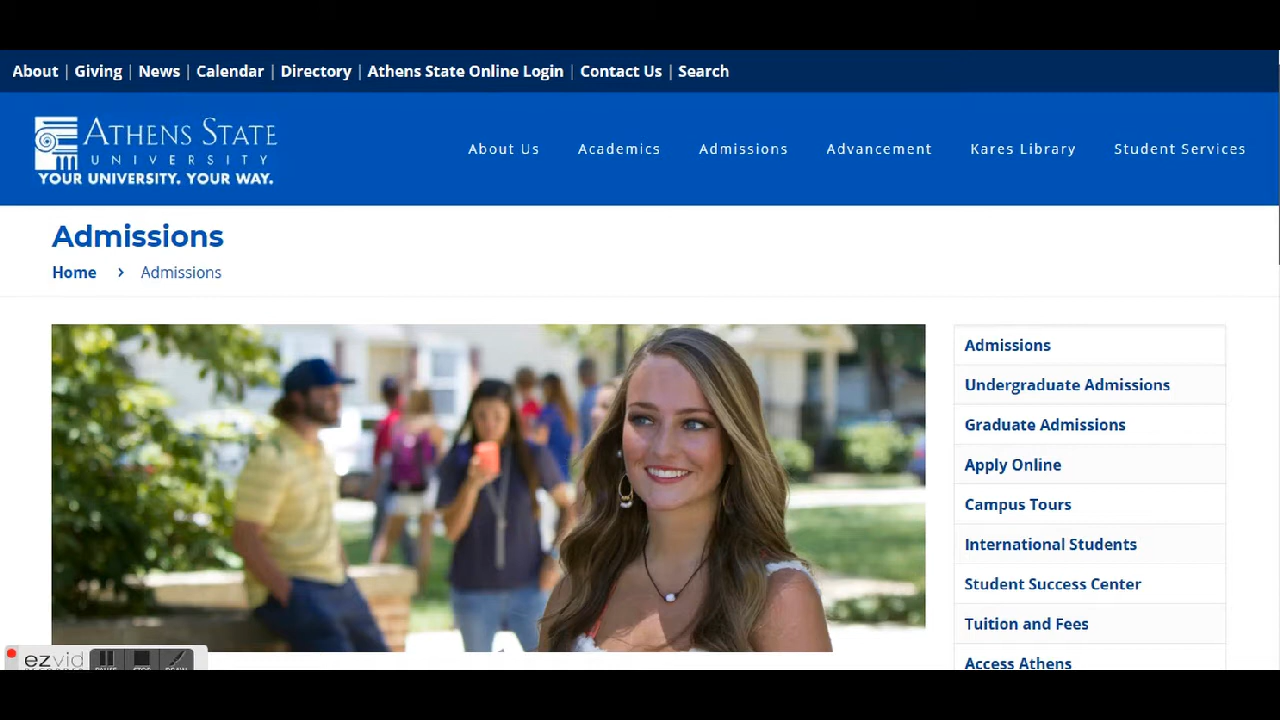 About | Giving | News | Calendar | Directory | Athens State Online Login | Contact Us | Search
ATHENS STATE
UNIVERSITY
YOUR UNIVERSITY. YOUR WAY.
About Us Academics Admissions Advancement Kares Library Student Services
Admissions
Home > Admissions
Admissions
Undergraduate Admissions
Graduate Admissions
Apply Online
Campus Tours
International Students
Student Success Center
Tuition and Fees
Access Athens
ezvid